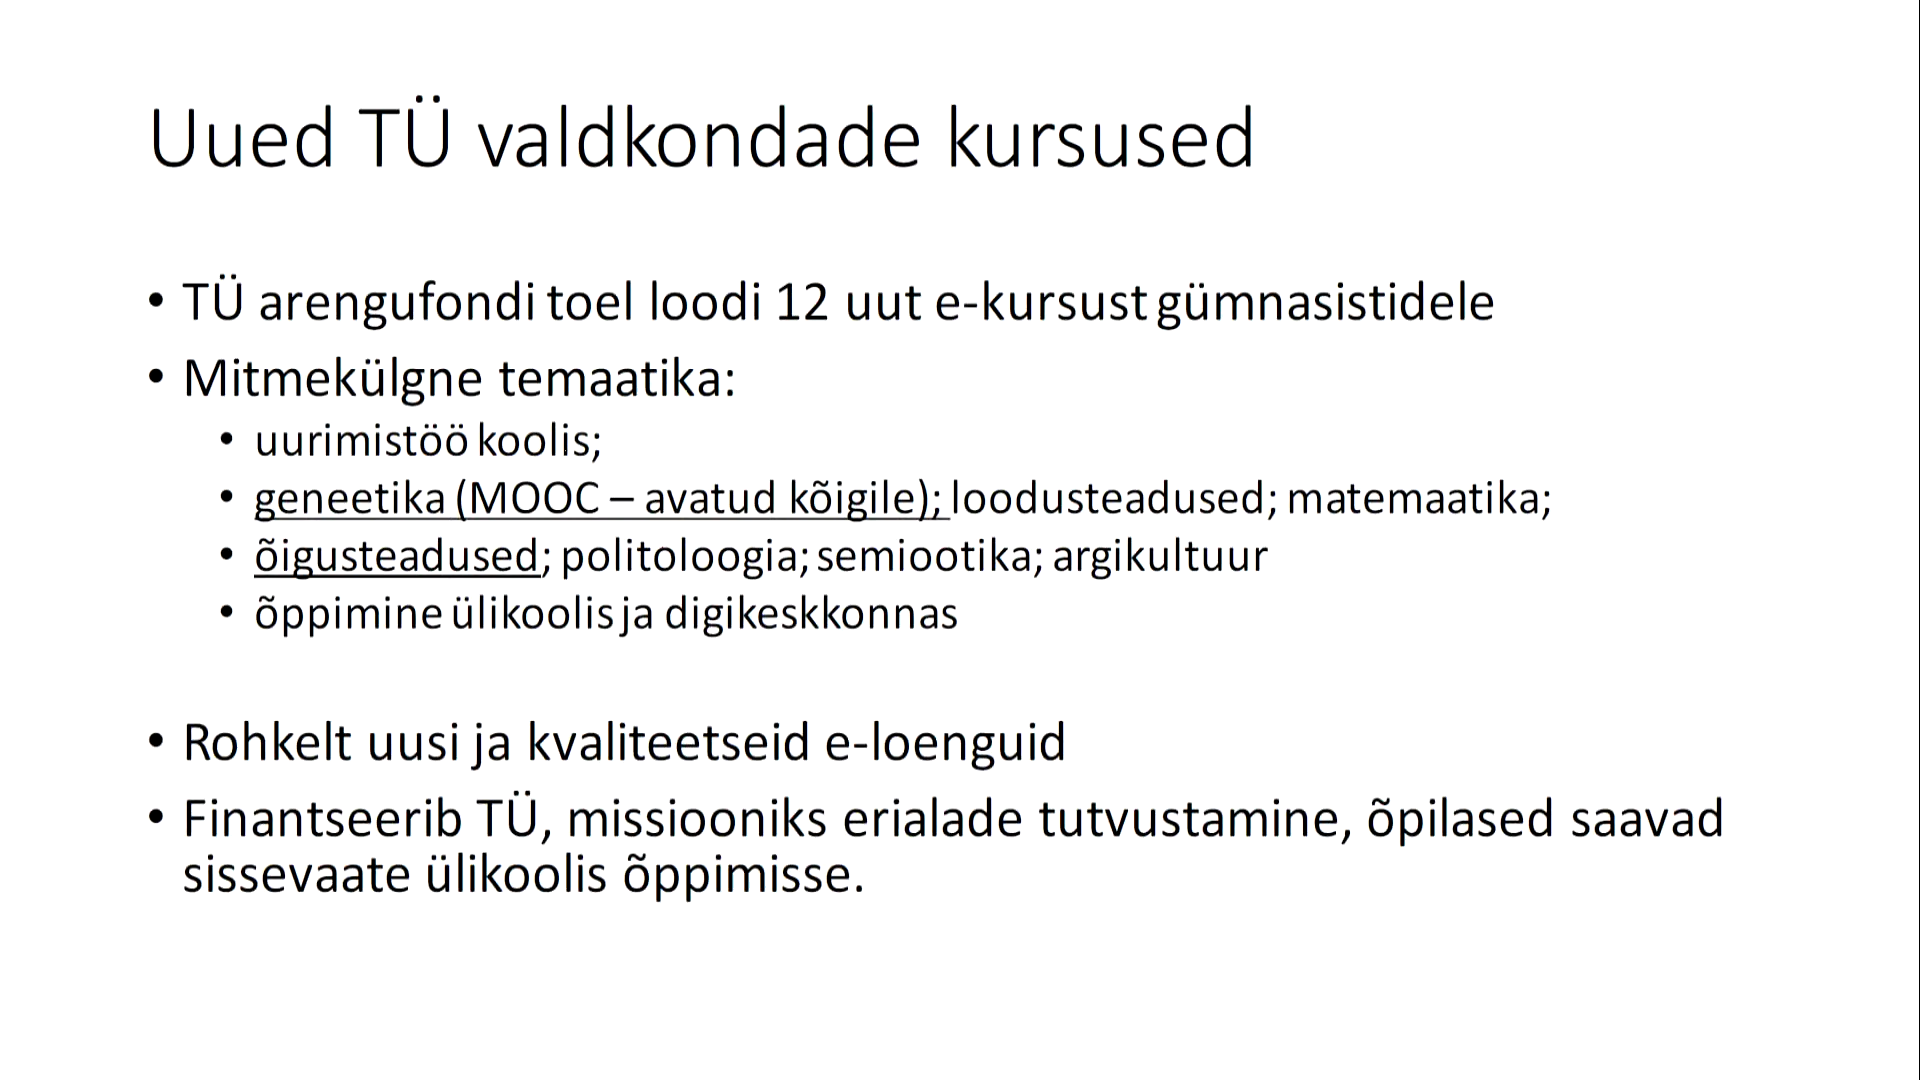 Uued TÜ valdkondade kursused
• TÜ arengufondi toel loodi 12 uut e-kursust gümnasistidele
• Mitmekülgne temaatika:
• uurimistöö koolis;
• geneetika (MOOC – avatud kõigile); loodusteadused; matemaatika;
• õigusteadused; politoloogia; semiootika; argikultuur
• õppimine ülikoolis ja digikeskkonnas
• Rohkelt uusi ja kvaliteetseid e-loenguid
• Finantseerib TÜ, missiooniks erialade tutvustamine, õpilased saavad
sissevaate ülikoolis õppimisse.